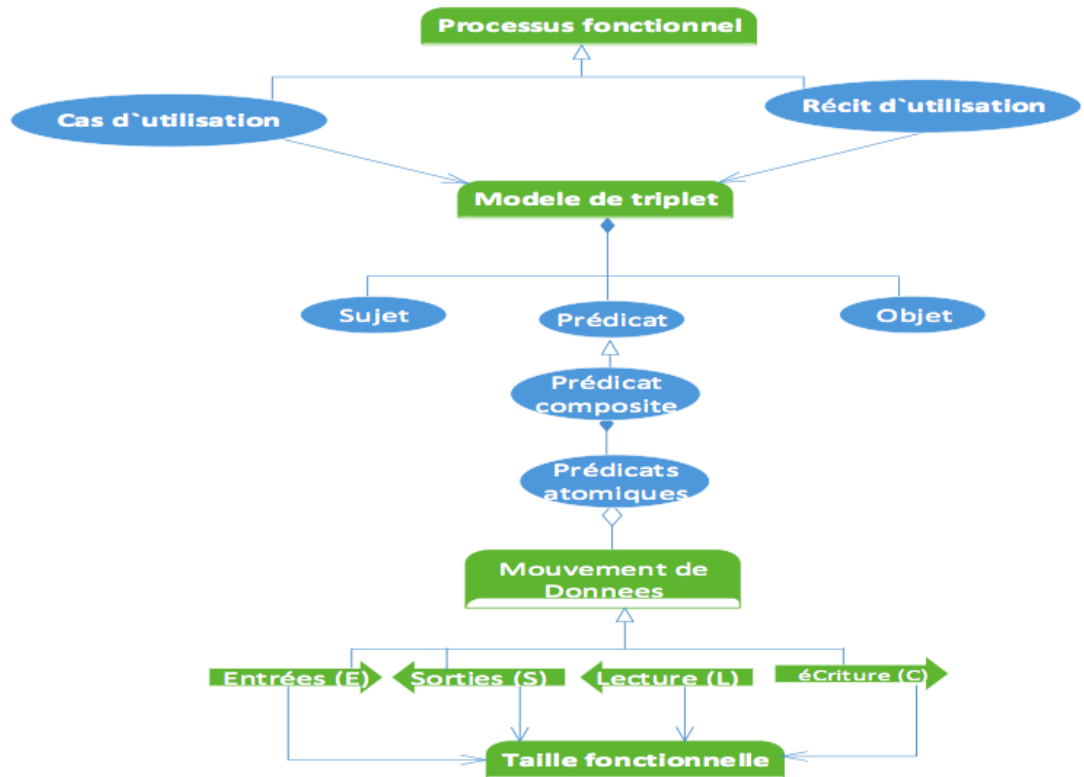 Processus fonctionnel
Cas d`utilisation
Récit d`utilisation
Modele de triplet
Sujet
Prédicat
Objet
Prédicat
composite
Prédicats
atomiques
Mouvement de
Donnees
Entrées (E)
Sorties (S)
Lecture (L)
éCriture (C)
Taille fonctionnelle